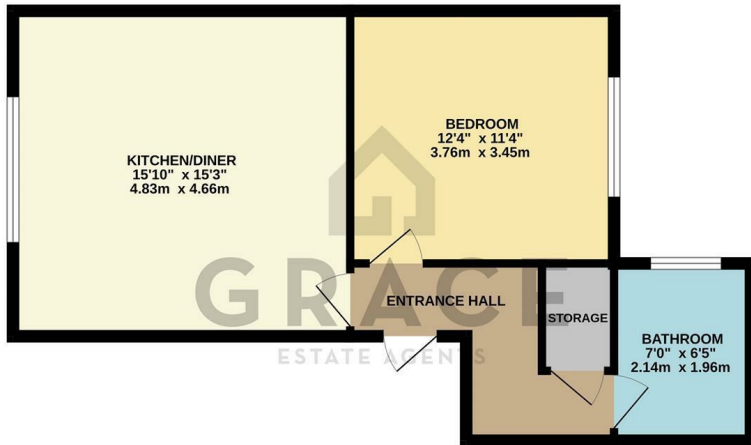 KITCHEN/DINER
15'10" x 15'3"
4.83m x 4.66m
BEDROOM
12'4" x 11'4"
3.76m x 3.45m
GRACE
ESTATE AGENTS
ENTRANCE HALL
STORAGE
BATHROOM
7'0" x 6'5"
2.14m x 1.96m